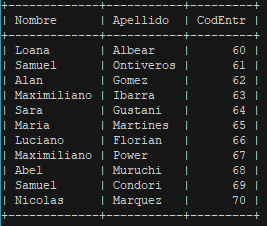 +--------------+------------+---------+
| Nombre       | Apellido   | CodEntr |
+--------------+------------+---------+
| Loana        | Albear     |      60 |
| Samuel       | Ontiveros  |      61 |
| Alan         | Gomez      |      62 |
| Maximiliano  | Ibarra     |      63 |
| Sara         | Gustani    |      64 |
| Maria        | Martines   |      65 |
| Luciano      | Florian    |      66 |
| Maximiliano  | Power      |      67 |
| Abel         | Muruchi    |      68 |
| Samuel       | Condori    |      69 |
| Nicolas      | Marquez    |      70 |
+--------------+------------+---------+